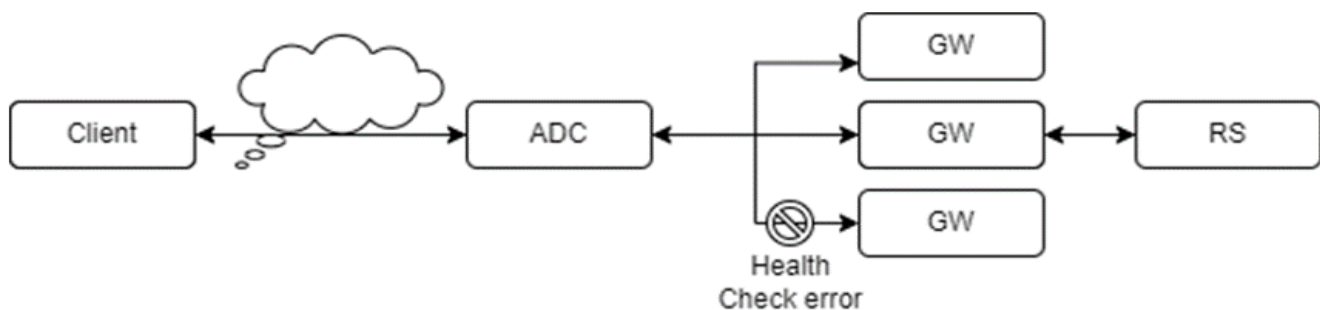 GW
Client
ADC
GW
RS
GW
Health
Check error